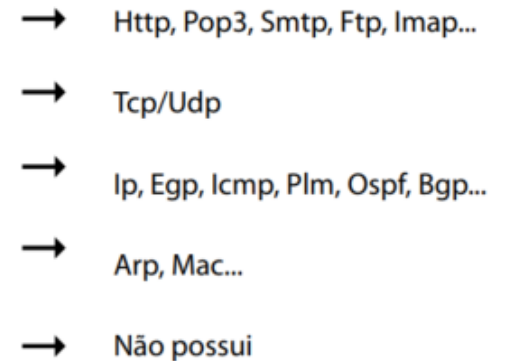 Http, Pop3, Smtp, Ftp, Imap...
Tcp/Udp
Ip, Egp, Icmp, Plm, Ospf, Bgp...
Arp, Mac...
Não possui